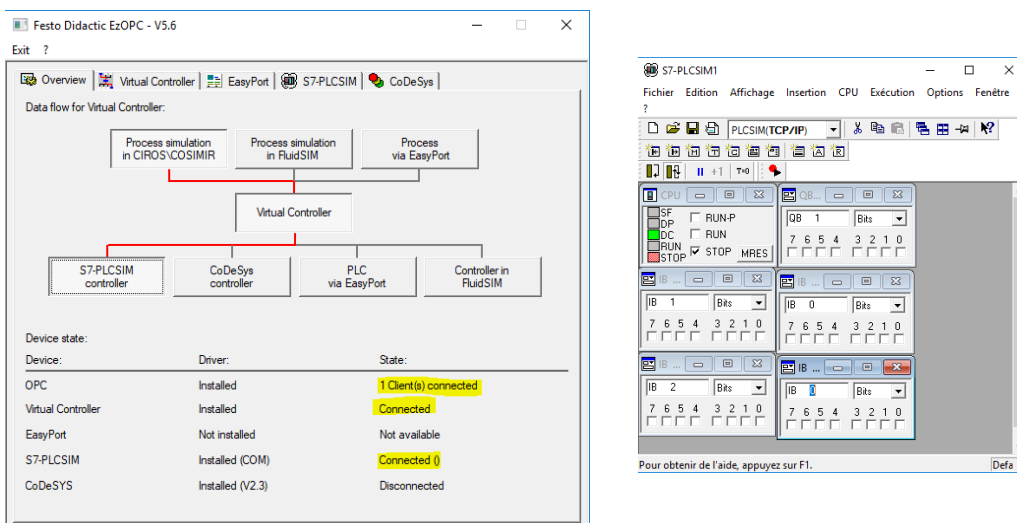 Festo Didactic EzOPC - V5.6
Exit ?
Overview Virtual Controller EasyPort S7-PLCSIM CoDeSys
Data flow for Virtual Controller:
Process simulation in CIROS\COSIMIR
Process simulation in FluidSIM
Process via EasyPort
Virtual Controller
S7-PLCSIM controller
CoDeSys controller
PLC via EasyPort
Controller in FluidSIM
Device state:
Device: Driver: State:
OPC Installed 1 Client(s) connected
Virtual Controller Installed Connected
EasyPort Not installed Not available
S7-PLCSIM Installed (COM) Connected ()
CoDeSYS Installed (V2.3) Disconnected
S7-PLCSIM1
Fichier Edition Affichage Insertion CPU Exécution Options Fenêtre
?
PLCSIM(TCP/IP)
+1 T=0
CPU
SF
DP
DC
RUN
STOP
RUN-P
RUN
STOP MRES
QB...
QB 1 Bits
7 6 5 4 3 2 1 0
IB ...
IB 1 Bits
7 6 5 4 3 2 1 0
IB ...
IB 0 Bits
7 6 5 4 3 2 1 0
IB ...
IB 2 Bits
7 6 5 4 3 2 1 0
IB ...
IB 0 Bits
7 6 5 4 3 2 1 0
Pour obtenir de l'aide, appuyez sur F1. Defa